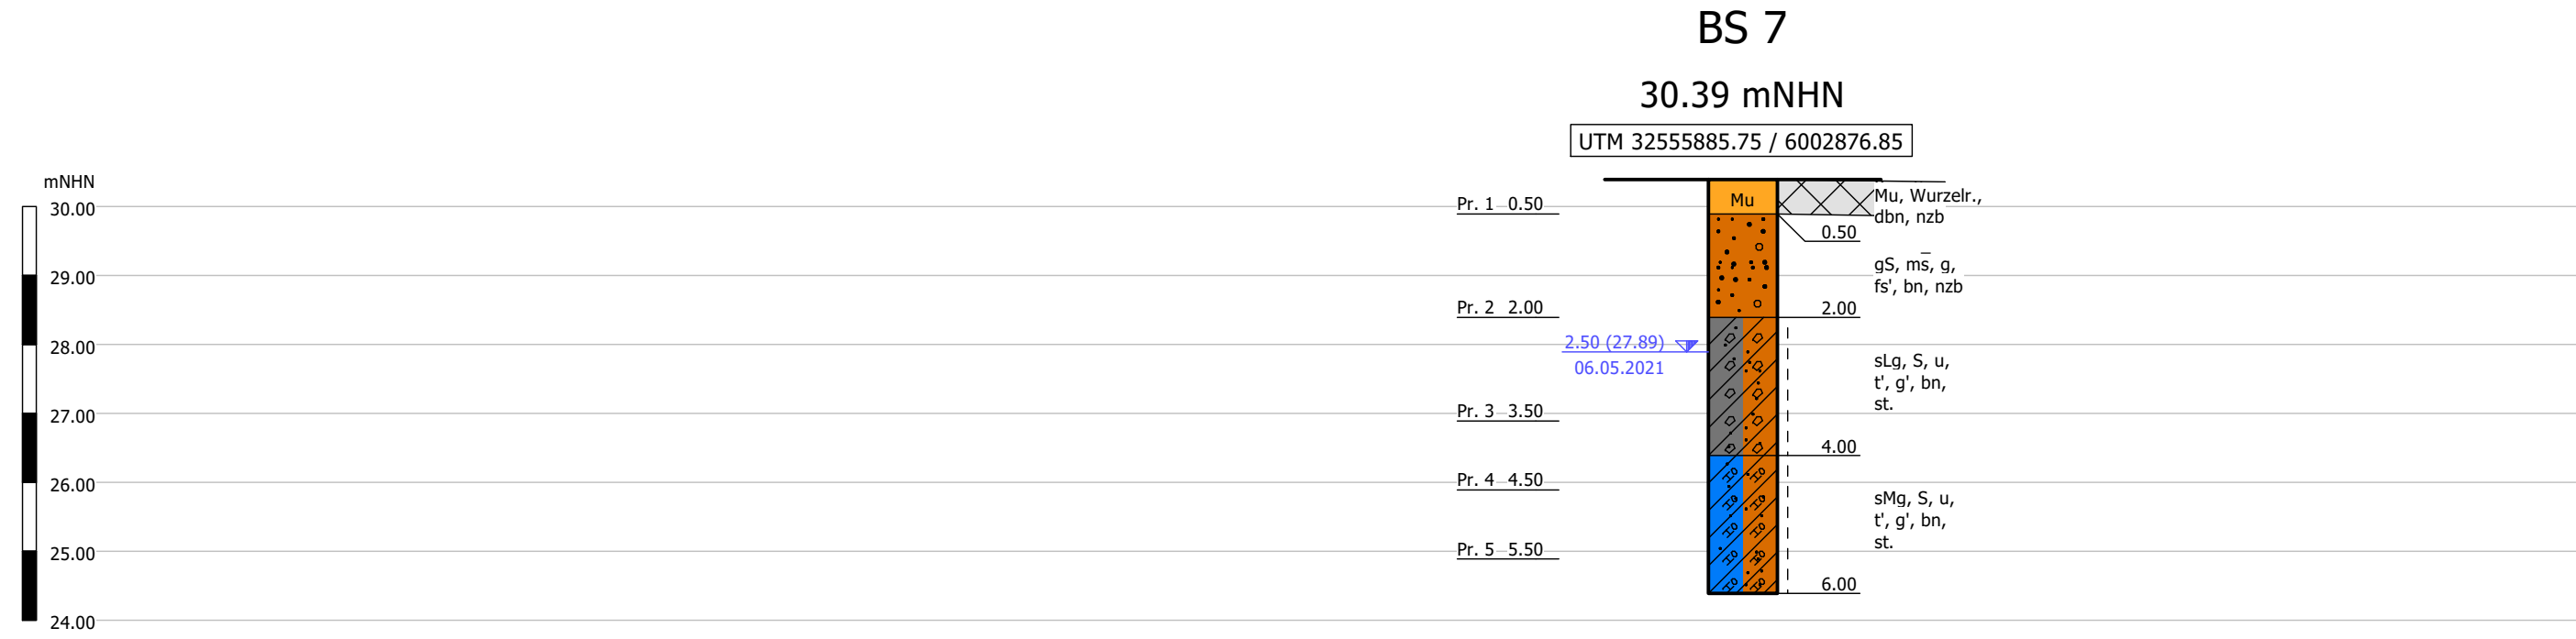 BS 7
30.39 mNHN
UTM 32555885.75 / 6002876.85
mNHN
30.00
29.00
28.00
27.00
26.00
25.00
24.00
Pr. 1 0.50
Pr. 2 2.00
2.50 (27.89)
06.05.2021
Pr. 3 3.50
Pr. 4 4.50
Pr. 5 5.50
Mu
0.50
2.00
4.00
6.00
Mu, Wurzelr.,
dbn, nzb
gS, ms̅, g,
fs', bn, nzb
sLg, S, u,
t', g', bn,
st.
sMg, S, u,
t', g', bn,
st.